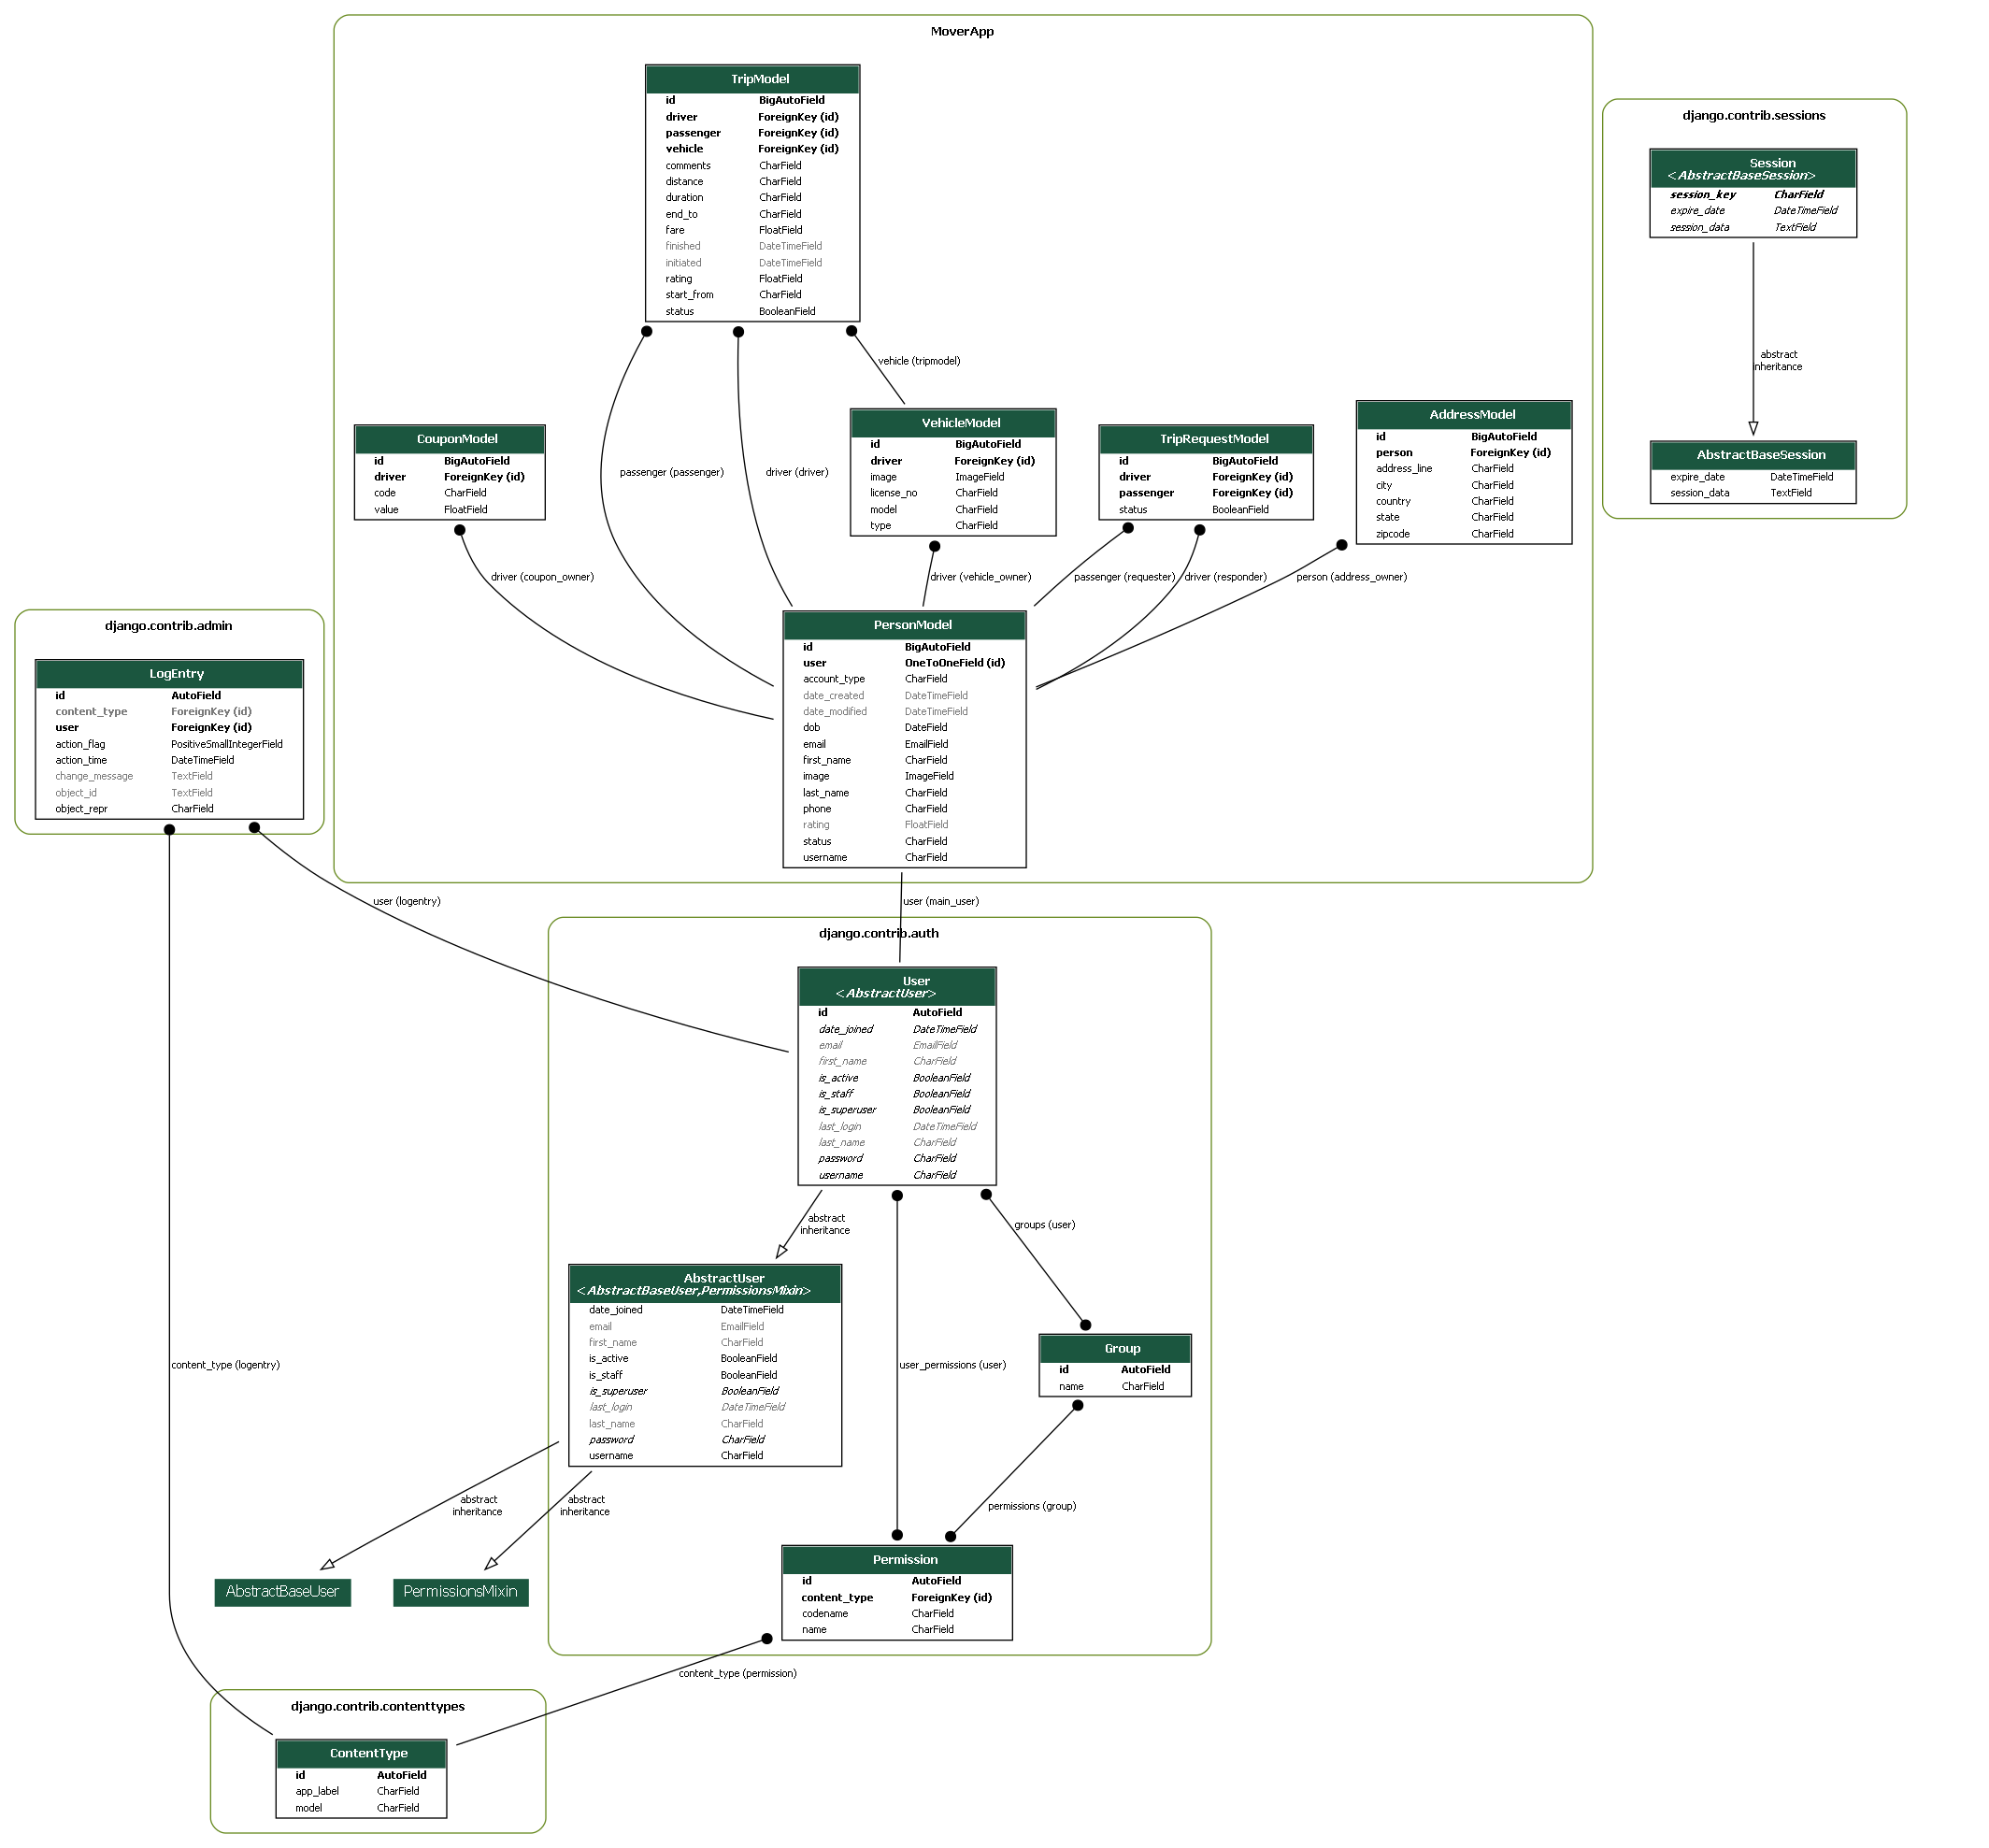 MoverApp
TripModel
id BigAutoField
driver ForeignKey (id)
passenger ForeignKey (id)
vehicle ForeignKey (id)
comments CharField
distance CharField
duration CharField
end_to CharField
fare FloatField
finished DateTimeField
initiated DateTimeField
rating FloatField
start_from CharField
status BooleanField
django.contrib.sessions
Session
<AbstractBaseSession>
session_key CharField
expire_date DateTimeField
session_data TextField
abstract
inheritance
AbstractBaseSession
expire_date DateTimeField
session_data TextField
vehicle (tripmodel)
passenger (passenger)
driver (driver)
CouponModel
id BigAutoField
driver ForeignKey (id)
code CharField
value FloatField
VehicleModel
id BigAutoField
driver ForeignKey (id)
image ImageField
license_no CharField
model CharField
type CharField
TripRequestModel
id BigAutoField
driver ForeignKey (id)
passenger ForeignKey (id)
status BooleanField
AddressModel
id BigAutoField
person ForeignKey (id)
address_line CharField
city CharField
country CharField
state CharField
zipcode CharField
driver (coupon_owner)
driver (vehicle_owner)
passenger (requester)
driver (responder)
person (address_owner)
django.contrib.admin
LogEntry
id AutoField
content_type ForeignKey (id)
user ForeignKey (id)
action_flag PositiveSmallIntegerField
action_time DateTimeField
change_message TextField
object_id TextField
object_repr CharField
PersonModel
id BigAutoField
user OneToOneField (id)
account_type CharField
date_created DateTimeField
date_modified DateTimeField
dob DateField
email EmailField
first_name CharField
image ImageField
last_name CharField
phone CharField
rating FloatField
status CharField
username CharField
user (logentry)
user (main_user)
django.contrib.auth
User
<AbstractUser>
id AutoField
date_joined DateTimeField
email EmailField
first_name CharField
is_active BooleanField
is_staff BooleanField
is_superuser BooleanField
last_login DateTimeField
last_name CharField
password CharField
username CharField
abstract
inheritance
groups (user)
AbstractUser
<AbstractBaseUser,PermissionsMixin>
date_joined DateTimeField
email EmailField
first_name CharField
is_active BooleanField
is_staff BooleanField
is_superuser BooleanField
last_login DateTimeField
last_name CharField
password CharField
username CharField
content_type (logentry)
user_permissions (user)
Group
id AutoField
name CharField
abstract
inheritance
abstract
inheritance
permissions (group)
AbstractBaseUser
PermissionsMixin
Permission
id AutoField
content_type ForeignKey (id)
codename CharField
name CharField
content_type (permission)
django.contrib.contenttypes
ContentType
id AutoField
app_label CharField
model CharField